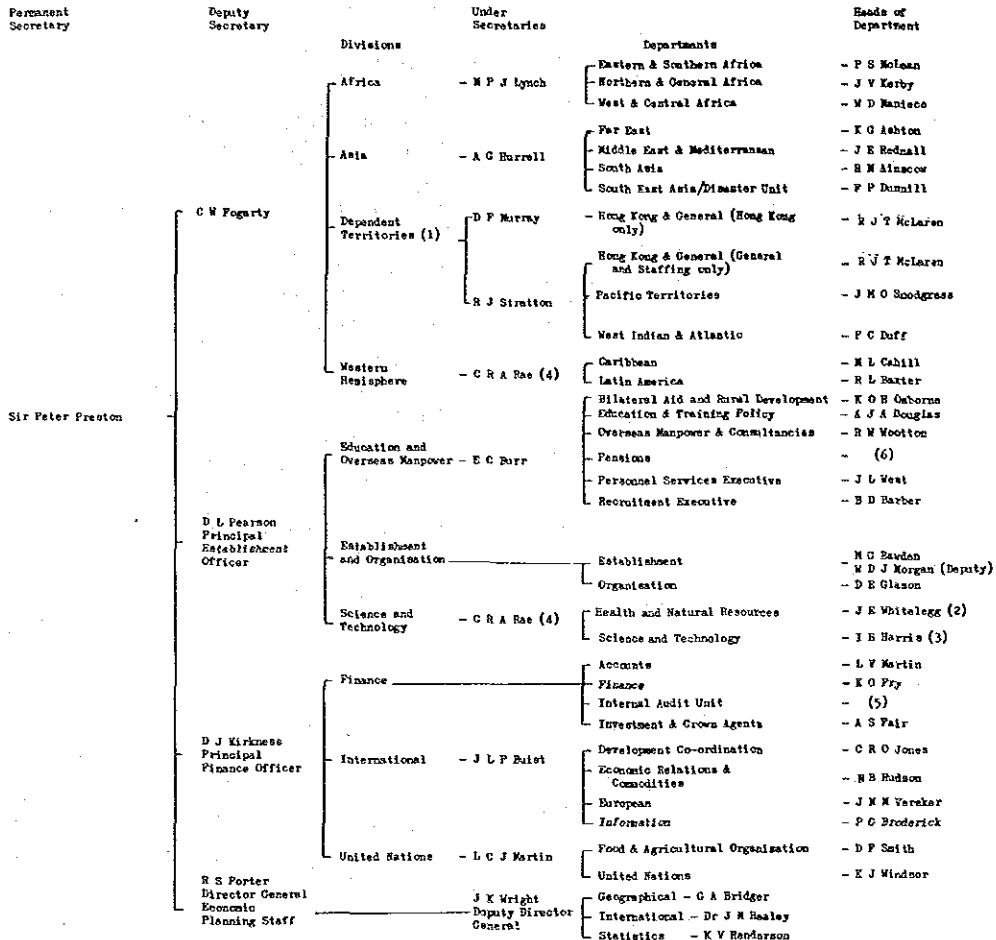 Permanent Secretary
Deputy Secretary
Under Secretaries
Heads of Department
Divisions
Departments
Sir Peter Preston
C W Fogarty
Africa - M P J Lynch
Eastern & Southern Africa - P S McLean
Northern & General Africa - J V Kerby
West & Central Africa - W D Maniece
Asia - A G Hurrell
Far East - K G Ashton
Middle East & Mediterranean - J E Rednall
South Asia - R M Ainscow
South East Asia/Disaster Unit - F P Dunnill
Dependent Territories (1)
- D F Murray
- Hong Kong & General (Hong Kong only) - R J T McLaren
R J Stratton
Hong Kong & General (General and Staffing only) - R J T McLaren
Pacific Territories - J M O Snodgrass
West Indian & Atlantic - P C Duff
Western Hemisphere - C R A Rae (4)
Caribbean - M L Cahill
Latin America - R L Baxter
D L Pearson
Principal
Establishment
Officer
Education and
Overseas Manpower - E C Burr
Bilateral Aid and Rural Development - K G H Osborne
Education & Training Policy - A J A Douglas
Overseas Manpower & Consultancies - R W Wootton
Pensions - (6)
Personnel Services Executive - J L West
Recruitment Executive - B D Barber
Establishment
and Organisation
Establishment - M G Bawden
W D J Morgan (Deputy)
Organisation - D E Glason
Science and
Technology - C R A Rae (4)
Health and Natural Resources - J E Whitelegg (2)
Science and Technology - I H Harris (3)
D J Kirkness
Principal
Finance Officer
Finance
Accounts - L V Martin
Finance - K O Fry
Internal Audit Unit - (5)
Investment & Crown Agents - A S Fair
International - J L F Buist
Development Co-ordination - C R O Jones
Economic Relations &
Commodities - N B Hudson
European - J M M Vereker
Information - P G Broderick
United Nations - L C J Martin
Food & Agricultural Organisation - D F Smith
United Nations - K J Windsor
R S Porter
Director General
Economic
Planning Staff
J K Wright
Deputy Director
General
Geographical - G A Bridger
International - Dr J M Healey
Statistics - K V Henderson